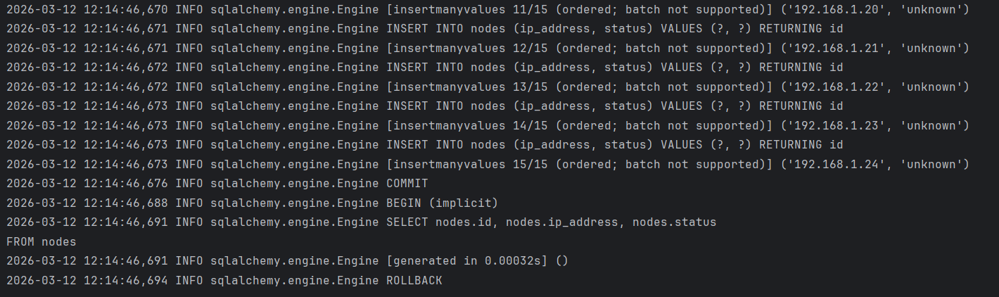 2026-03-12 12:14:46,670 INFO sqlalchemy.engine.Engine [insertmanyvalues 11/15 (ordered; batch not supported)] ('192.168.1.20', 'unknown')
2026-03-12 12:14:46,671 INFO sqlalchemy.engine.Engine INSERT INTO nodes (ip_address, status) VALUES (?, ?) RETURNING id
2026-03-12 12:14:46,671 INFO sqlalchemy.engine.Engine [insertmanyvalues 12/15 (ordered; batch not supported)] ('192.168.1.21', 'unknown')
2026-03-12 12:14:46,672 INFO sqlalchemy.engine.Engine INSERT INTO nodes (ip_address, status) VALUES (?, ?) RETURNING id
2026-03-12 12:14:46,672 INFO sqlalchemy.engine.Engine [insertmanyvalues 13/15 (ordered; batch not supported)] ('192.168.1.22', 'unknown')
2026-03-12 12:14:46,673 INFO sqlalchemy.engine.Engine INSERT INTO nodes (ip_address, status) VALUES (?, ?) RETURNING id
2026-03-12 12:14:46,673 INFO sqlalchemy.engine.Engine [insertmanyvalues 14/15 (ordered; batch not supported)] ('192.168.1.23', 'unknown')
2026-03-12 12:14:46,673 INFO sqlalchemy.engine.Engine INSERT INTO nodes (ip_address, status) VALUES (?, ?) RETURNING id
2026-03-12 12:14:46,673 INFO sqlalchemy.engine.Engine [insertmanyvalues 15/15 (ordered; batch not supported)] ('192.168.1.24', 'unknown')
2026-03-12 12:14:46,676 INFO sqlalchemy.engine.Engine COMMIT
2026-03-12 12:14:46,688 INFO sqlalchemy.engine.Engine BEGIN (implicit)
2026-03-12 12:14:46,691 INFO sqlalchemy.engine.Engine SELECT nodes.id, nodes.ip_address, nodes.status
FROM nodes
2026-03-12 12:14:46,691 INFO sqlalchemy.engine.Engine [generated in 0.00032s] ()
2026-03-12 12:14:46,694 INFO sqlalchemy.engine.Engine ROLLBACK